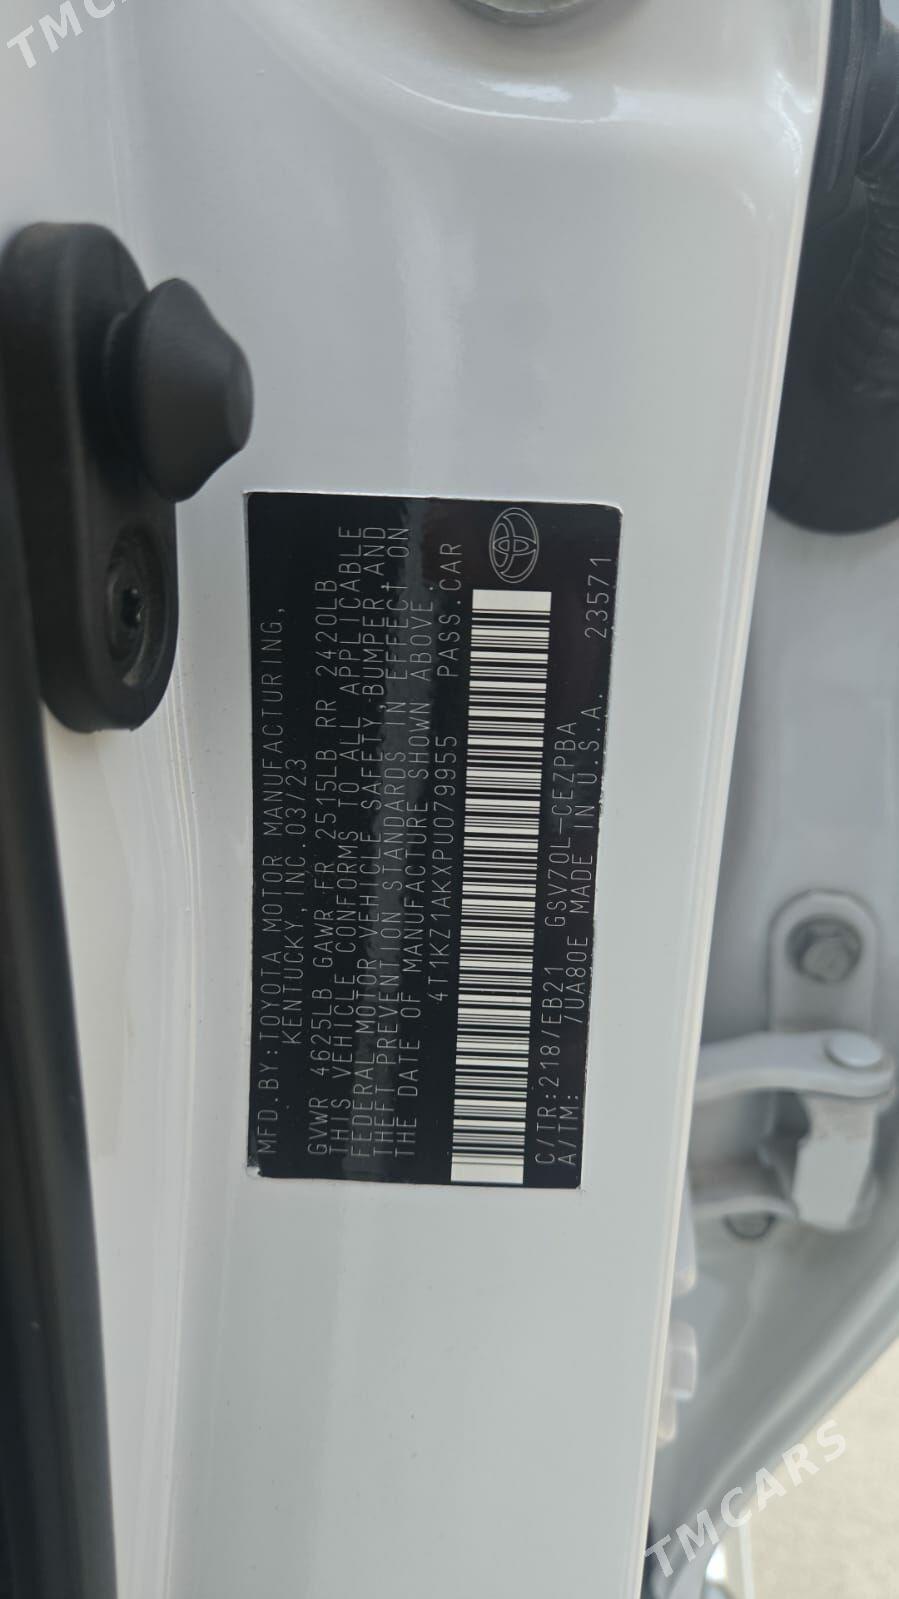 MFD.BY:TOYOTA MOTOR MANUFACTURING,
KENTUCKY, INC. 03/23
GVWR 4625LB GAWR FR 2515LB RR 2420LB
THIS VEHICLE CONFORMS TO ALL APPLICABLE
FEDERAL MOTOR VEHICLE SAFETY,BUMPER,AND
THEFT PREVENTION STANDARDS IN EFFECT ON
THE DATE OF MANUFACTURE SHOWN ABOVE.
4T1KZ1AKXPU079955 PASS.CAR
C/TR:218/EB21 GSV70L-CEZPBA
A/TM: /UA80E MADE IN U.S.A. 23571
TMCARS